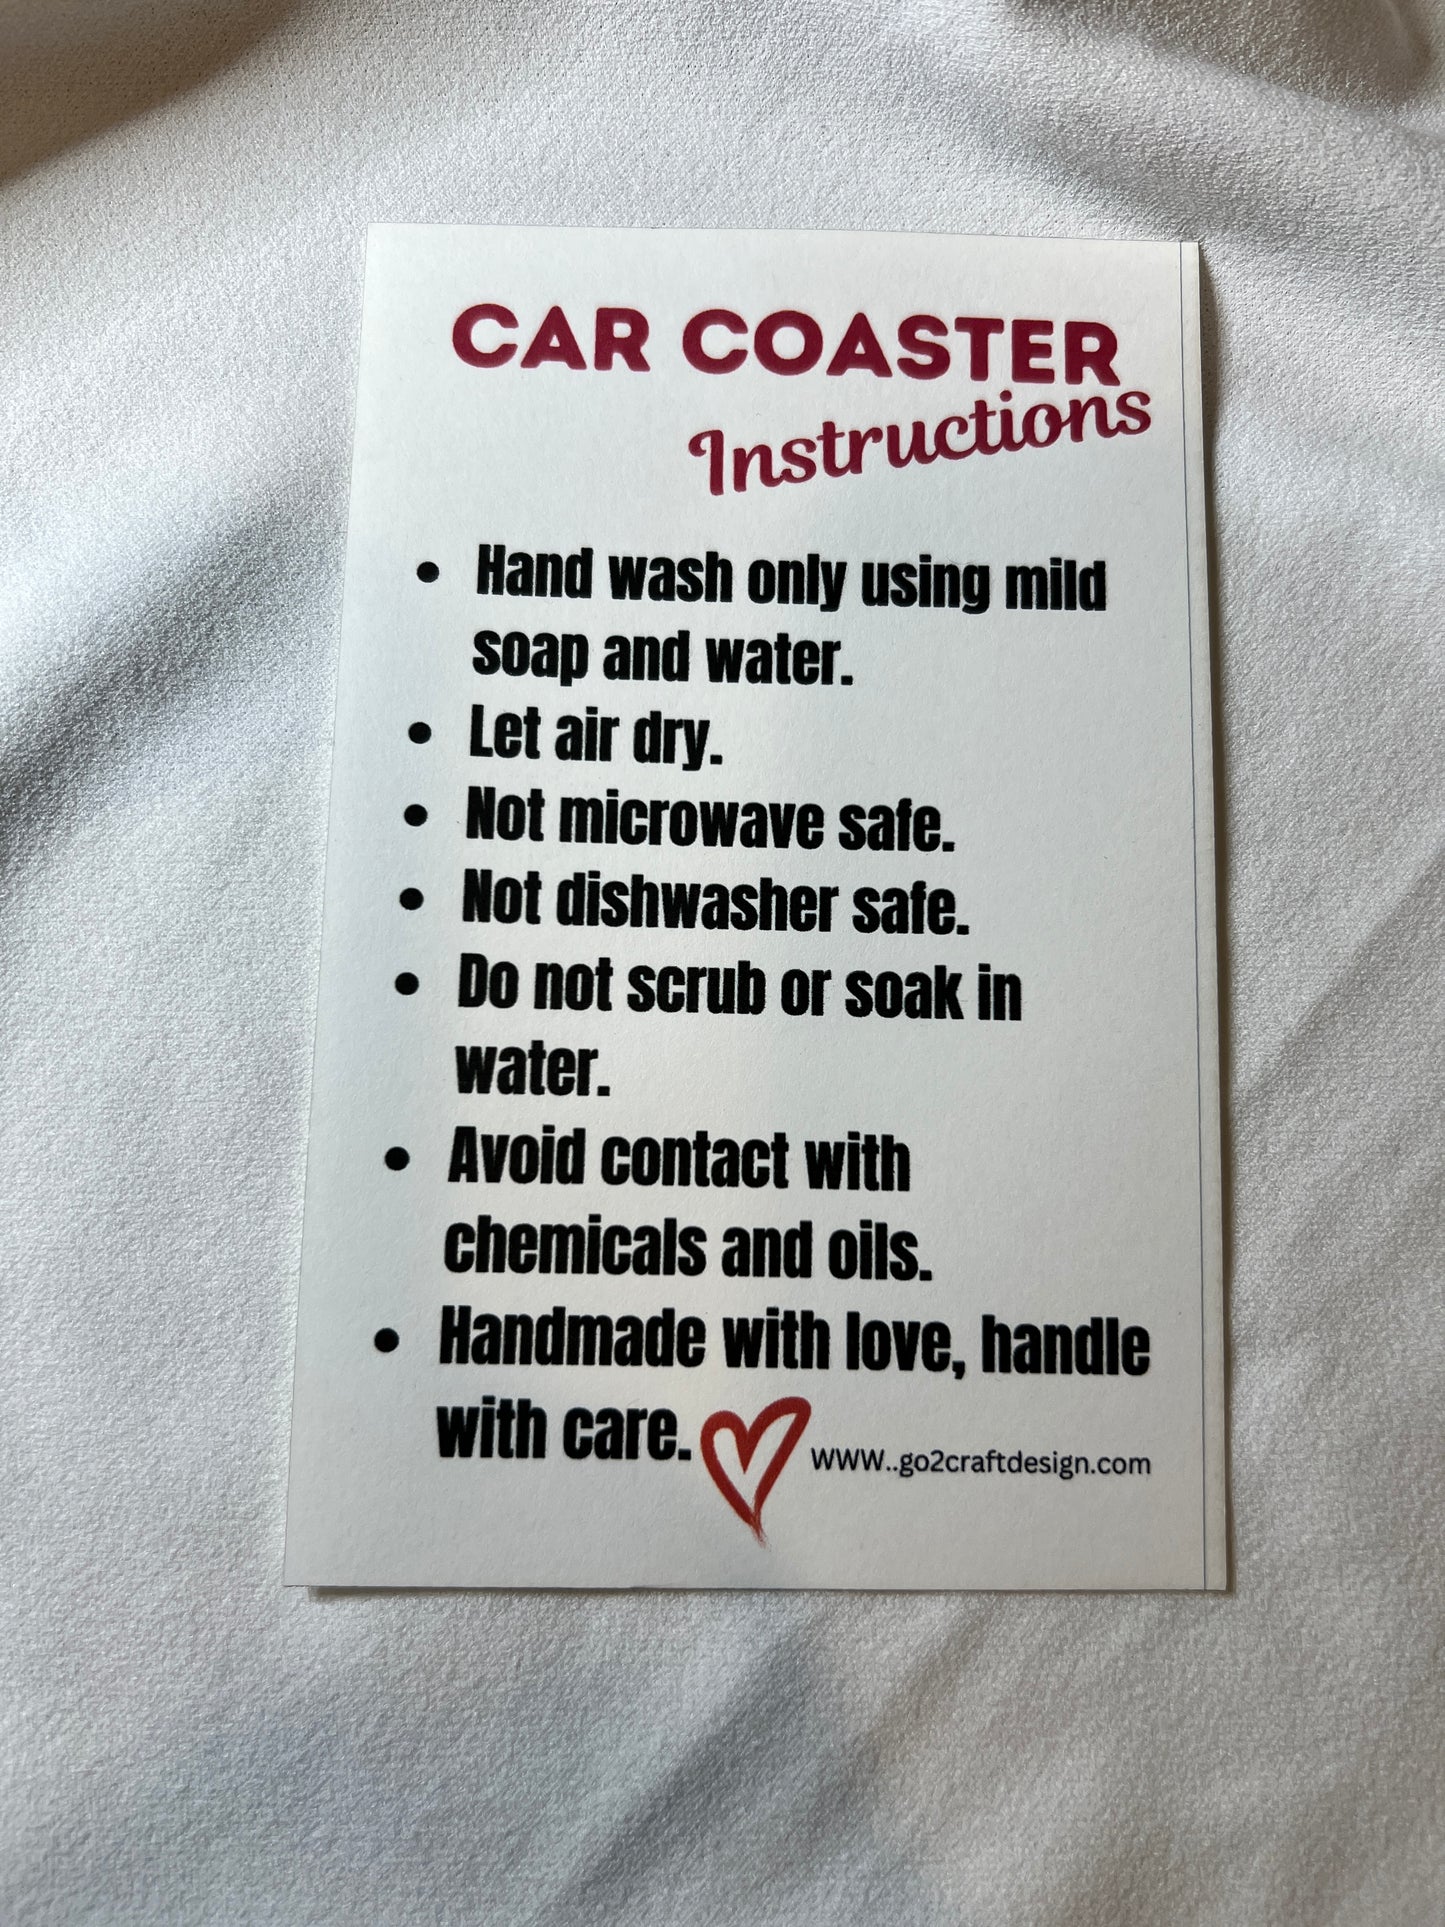 CAR COASTER
Instructions
• Hand wash only using mild
soap and water.
• Let air dry.
• Not microwave safe.
• Not dishwasher safe.
• Do not scrub or soak in
water.
• Avoid contact with
chemicals and oils.
• Handmade with love, handle
with care.
WWW..go2craftdesign.com